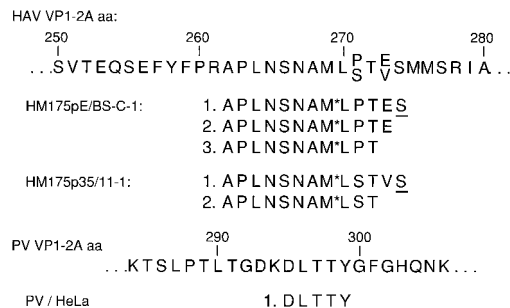 HAV VP1-2A aa:
250 260 270 280
P E
...SVTEQSEFYFPRAPLNSNAML T SMMSRIA...
S V
HM175pE/BS-C-1: 1. APLNSNAM*LPTES
2. APLNSNAM*LPTE
3. APLNSNAM*LPT
HM175p35/11-1: 1. APLNSNAM*LSTVS
2. APLNSNAM*LST
PV VP1-2A aa 290 300
...KTSLPTLTGDKDLTTYGFGHQNK...
PV / HeLa 1. DLTTY